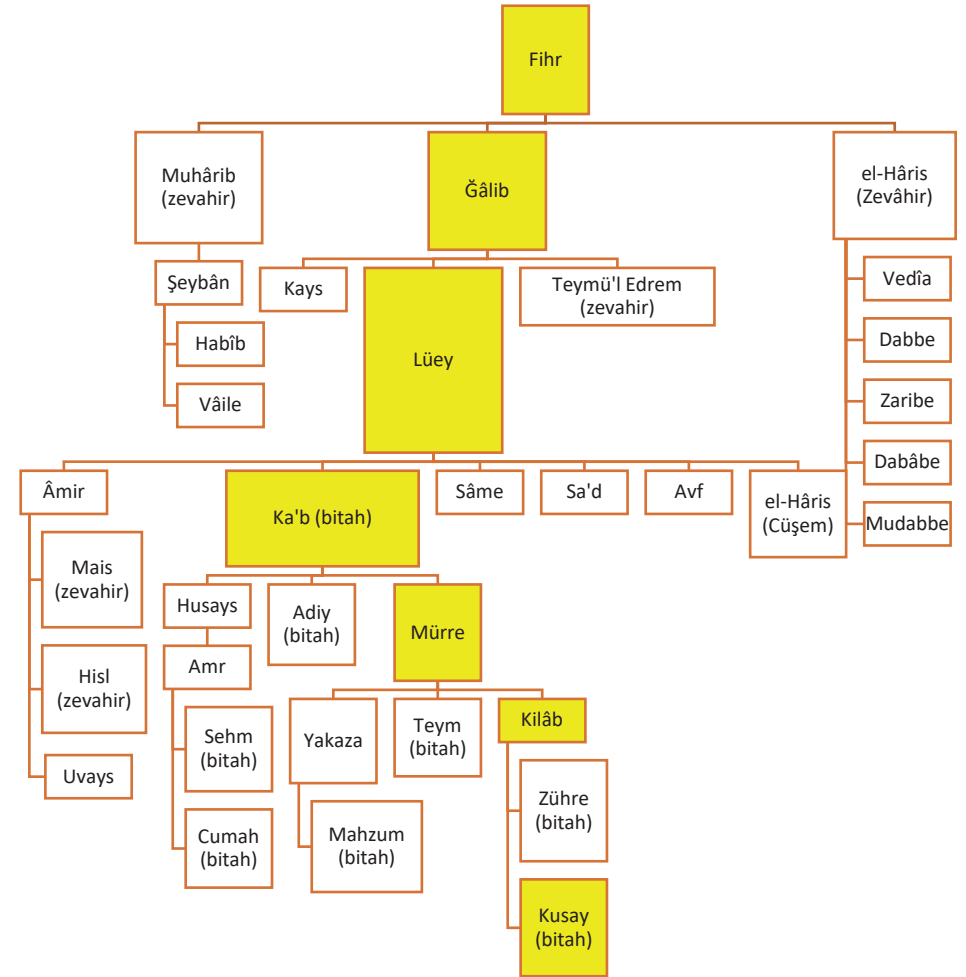 Fihr
Muhârib
(zevahir)
Ğâlib
el-Hâris
(Zevâhir)
Şeybân
Habîb
Vâile
Kays
Lüey
Teymü'l Edrem
(zevahir)
Vedîa
Dabbe
Zaribe
Dabâbe
Mudabbe
Âmir
Ka'b (bitah)
Sâme
Sa'd
Avf
el-Hâris
(Cüşem)
Mais
(zevahir)
Hisl
(zevahir)
Uvays
Husays
Adiy
(bitah)
Mürre
Amr
Sehm
(bitah)
Cumah
(bitah)
Yakaza
Teym
(bitah)
Kilâb
Mahzum
(bitah)
Zühre
(bitah)
Kusay
(bitah)